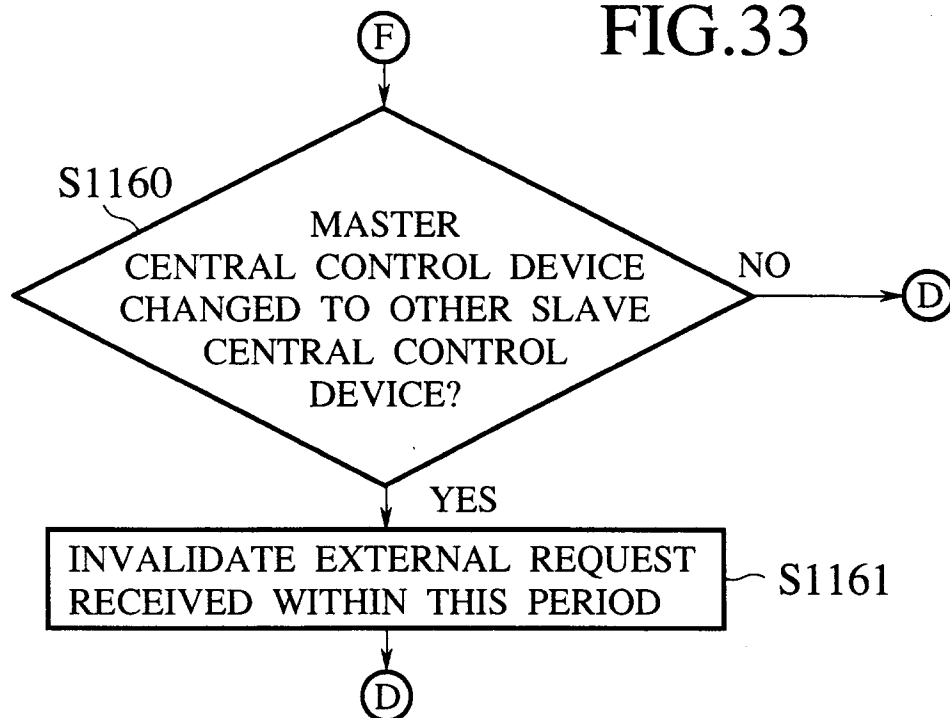 FIG.33
F
S1160
MASTER
CENTRAL CONTROL DEVICE
CHANGED TO OTHER SLAVE
CENTRAL CONTROL
DEVICE?
NO
D
YES
INVALIDATE EXTERNAL REQUEST
RECEIVED WITHIN THIS PERIOD
S1161
D